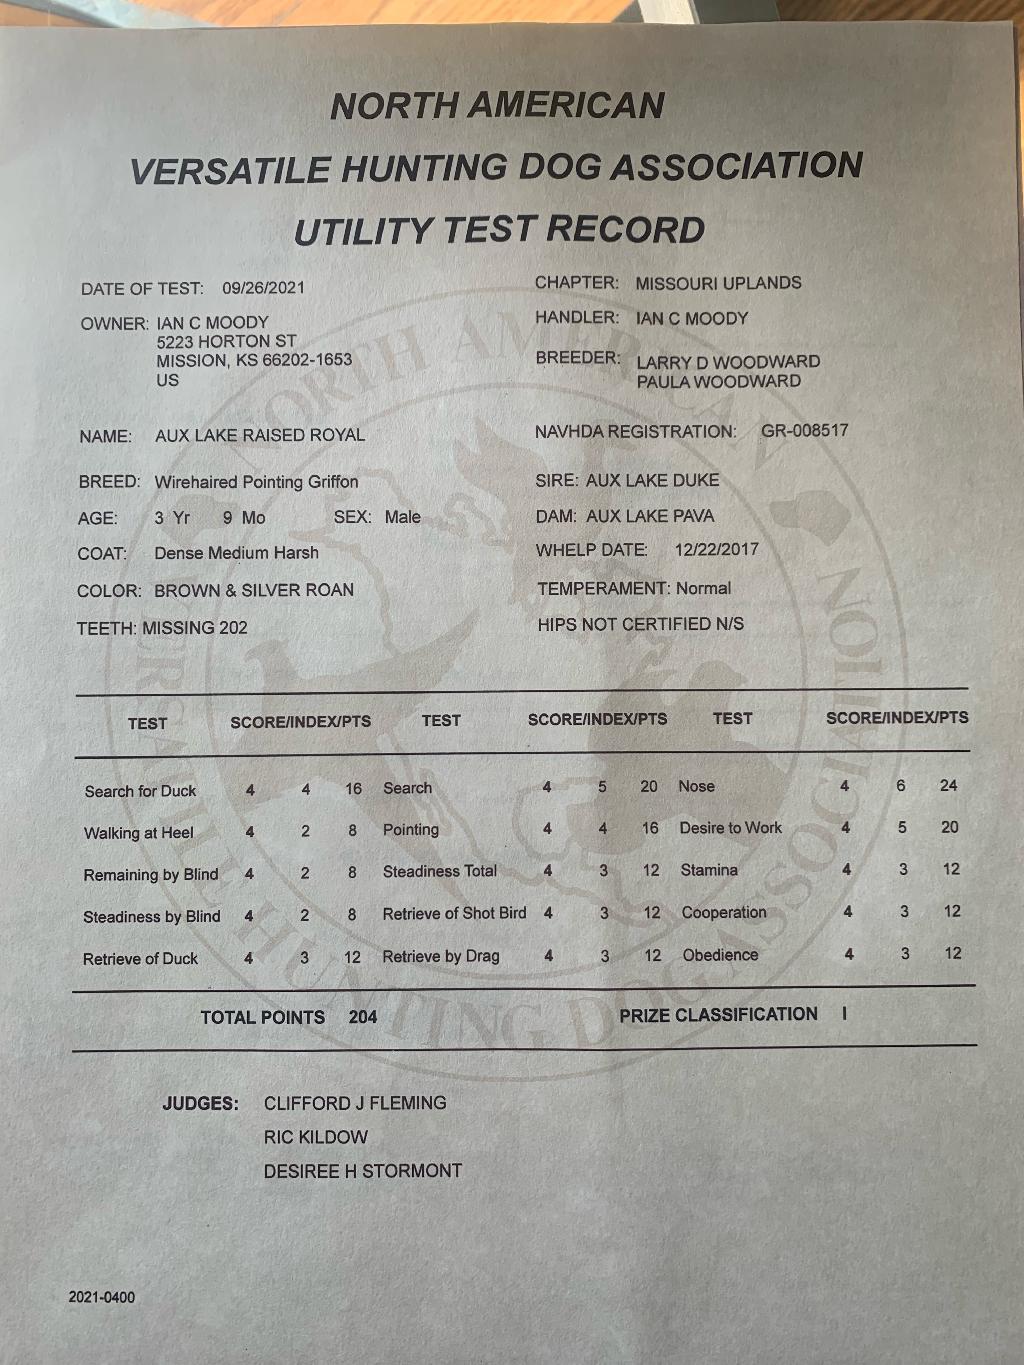 NORTH AMERICAN
VERSATILE HUNTING DOG ASSOCIATION
UTILITY TEST RECORD
DATE OF TEST: 09/26/2021 CHAPTER: MISSOURI UPLANDS
OWNER: IAN C MOODY HANDLER: IAN C MOODY
5223 HORTON ST
MISSION, KS 66202-1653 BREEDER: LARRY D WOODWARD
US PAULA WOODWARD
NAME: AUX LAKE RAISED ROYAL NAVHDA REGISTRATION: GR-008517
BREED: Wirehaired Pointing Griffon SIRE: AUX LAKE DUKE
AGE: 3 Yr 9 Mo SEX: Male DAM: AUX LAKE PAVA
COAT: Dense Medium Harsh WHELP DATE: 12/22/2017
COLOR: BROWN & SILVER ROAN TEMPERAMENT: Normal
TEETH: MISSING 202 HIPS NOT CERTIFIED N/S
TEST SCORE/INDEX/PTS TEST SCORE/INDEX/PTS TEST SCORE/INDEX/PTS
Search for Duck 4 4 16 Search 4 5 20 Nose 4 6 24
Walking at Heel 4 2 8 Pointing 4 4 16 Desire to Work 4 5 20
Remaining by Blind 4 2 8 Steadiness Total 4 3 12 Stamina 4 3 12
Steadiness by Blind 4 2 8 Retrieve of Shot Bird 4 3 12 Cooperation 4 3 12
Retrieve of Duck 4 3 12 Retrieve by Drag 4 3 12 Obedience 4 3 12
TOTAL POINTS 204 PRIZE CLASSIFICATION I
JUDGES: CLIFFORD J FLEMING
RIC KILDOW
DESIREE H STORMONT
2021-0400
NORTH AMERICAN
VERSATILE HUNTING DOG ASSOCIATION